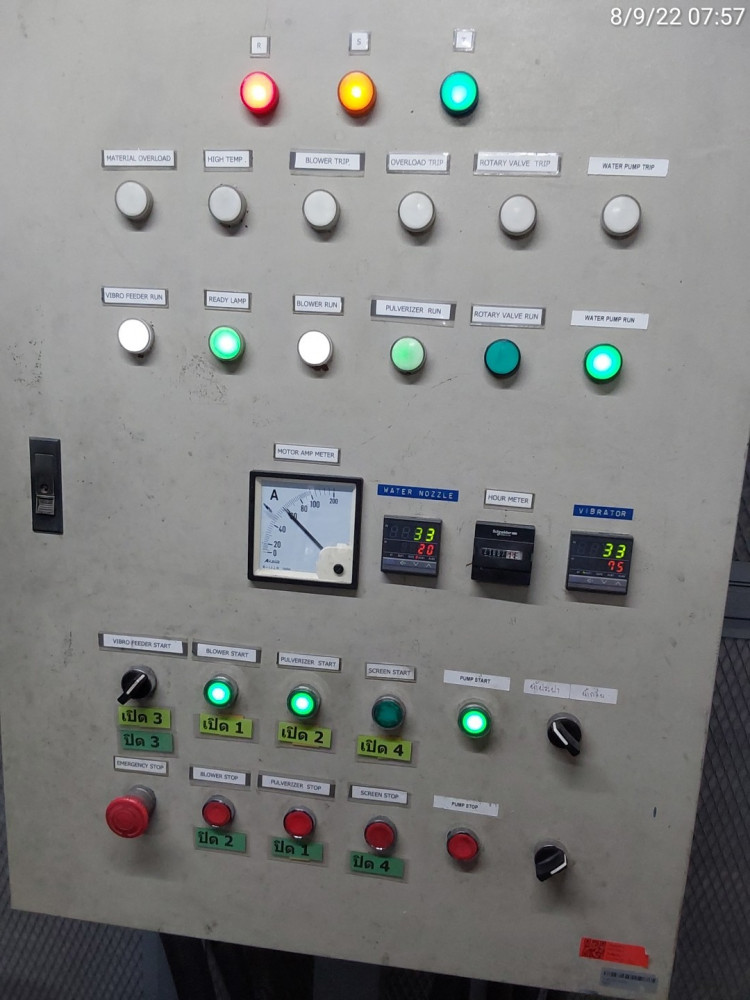 8/9/22 07:57
R
S
T
MATERIAL OVERLOAD
HIGH TEMP
BLOWER TRIP
OVERLOAD TRIP
ROTARY VALVE TRIP
WATER PUMP TRIP
VIBRO FEEDER RUN
READY LAMP
BLOWER RUN
PULVERIZER RUN
ROTARY VALVE RUN
WATER PUMP RUN
MOTOR AMP METER
WATER NOZZLE
HOUR METER
VIBRATOR
A
0
20
40
80
100
200
33
20
33
75
VIBRO FEEDER START
BLOWER START
PULVERIZER START
SCREEN START
PUMP START
เปิด 3
ปิด 3
เปิด 1
เปิด 2
เปิด 4
EMERGENCY STOP
BLOWER STOP
PULVERIZER STOP
SCREEN STOP
PUMP STOP
ปิด 2
ปิด 1
ปิด 4